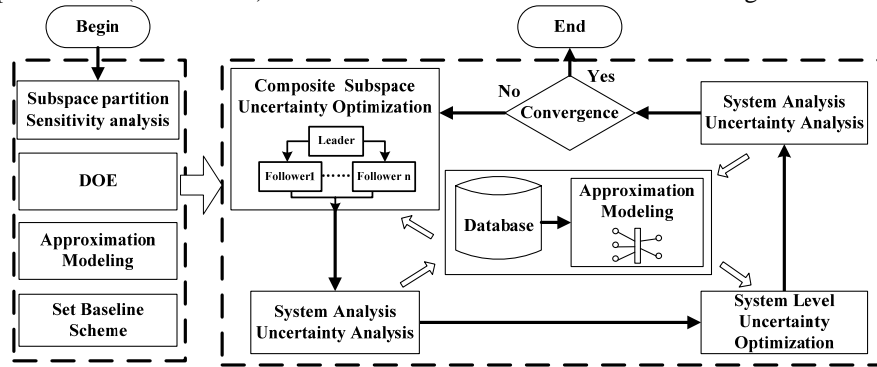 Begin
Subspace partition
Sensitivity analysis
DOE
Approximation
Modeling
Set Baseline
Scheme
End
Composite Subspace
Uncertainty Optimization
Leader
Follower1
Follower n
No
Yes
Convergence
System Analysis
Uncertainty Analysis
Database
Approximation
Modeling
System Analysis
Uncertainty Analysis
System Level
Uncertainty
Optimization